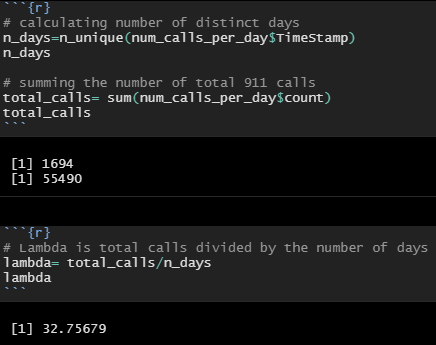 ```{r}
# calculating number of distinct days
n_days=n_unique(num_calls_per_day$TimeStamp)
n_days
# summing the number of total 911 calls
total_calls= sum(num_calls_per_day$count)
total_calls
```
[1] 1694
[1] 55490
```{r}
# Lambda is total calls divided by the number of days
lambda= total_calls/n_days
lambda
```
[1] 32.75679